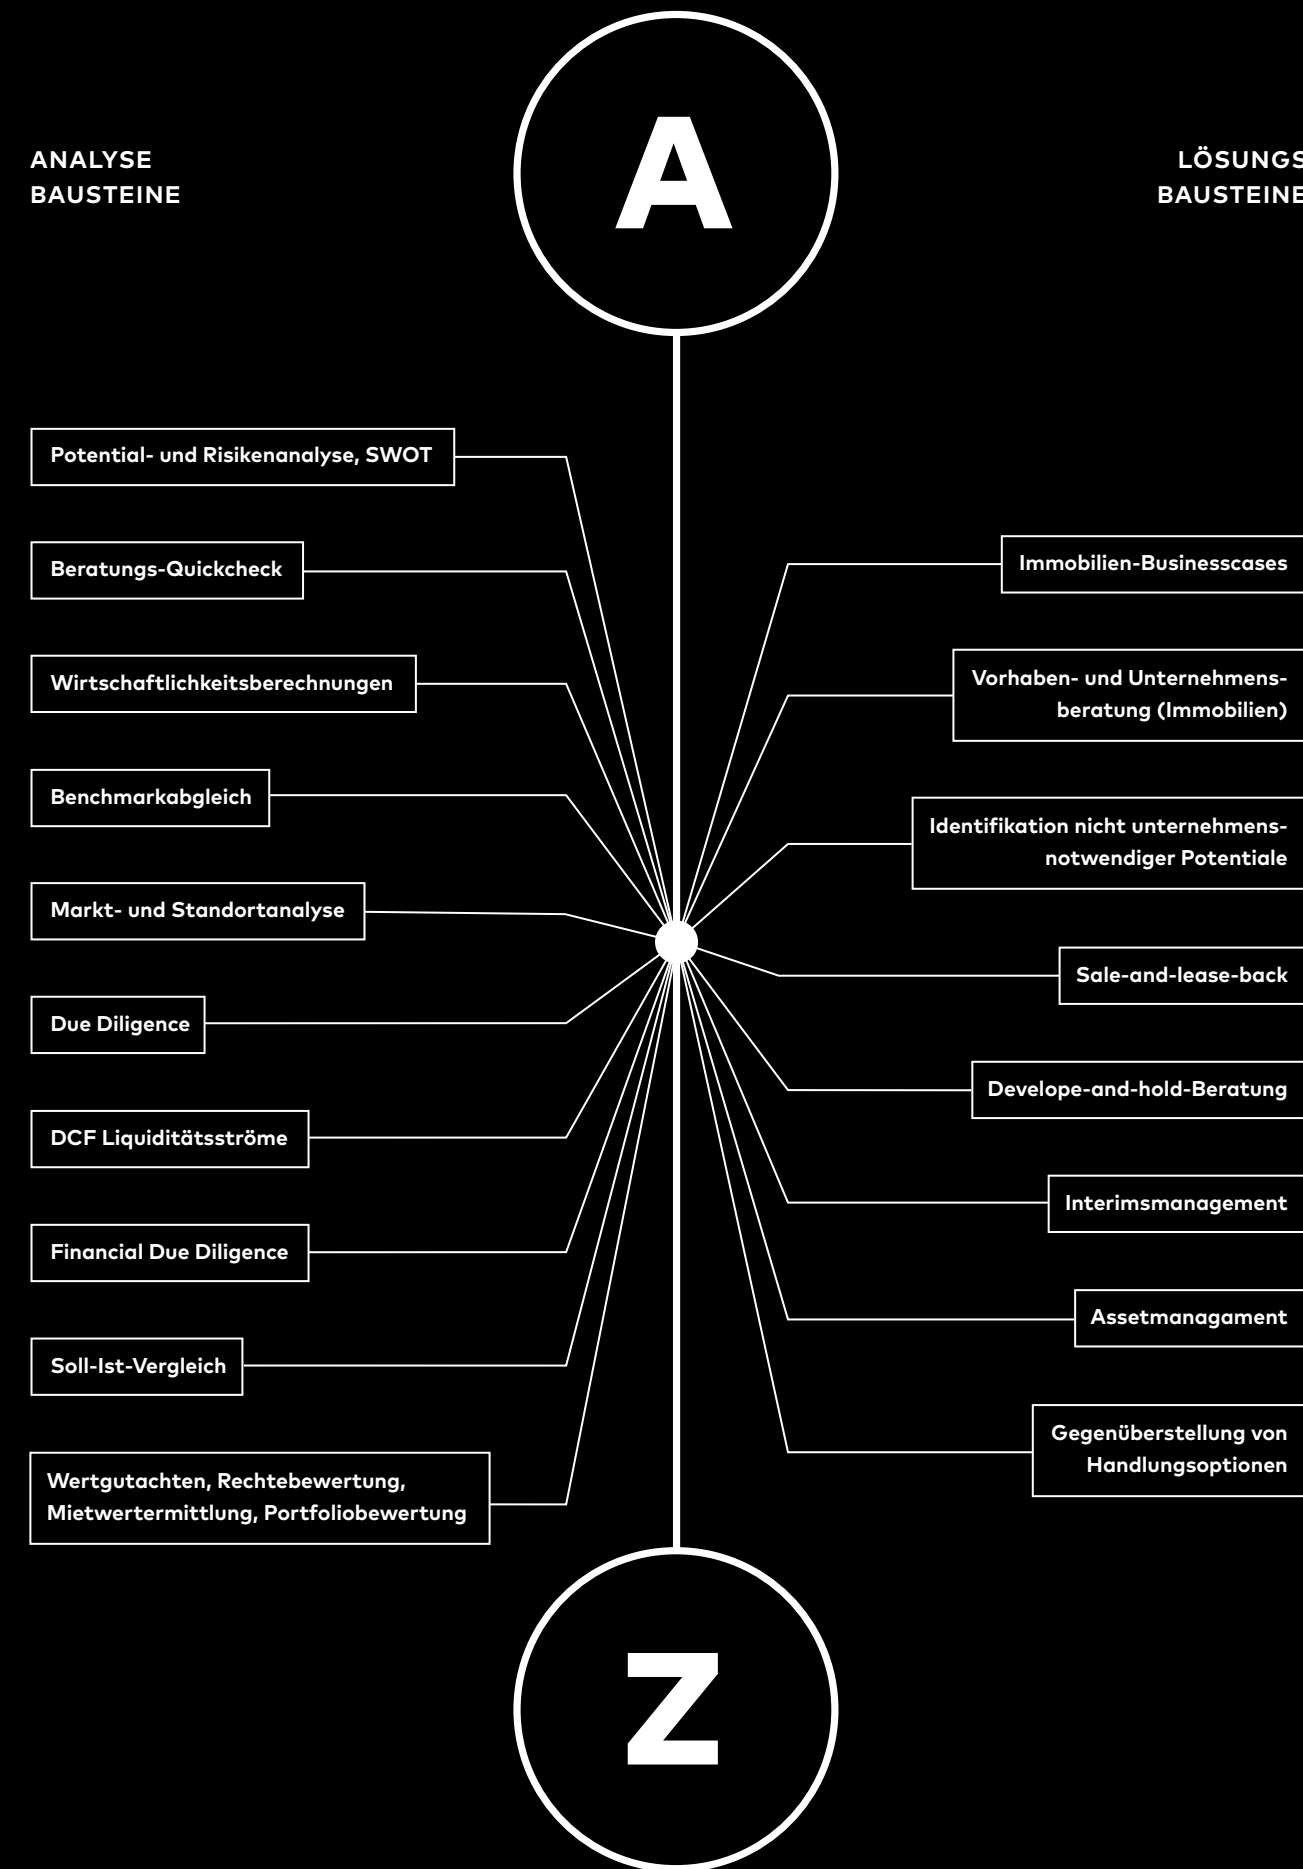 A
ANALYSE
BAUSTEINE
LÖSUNGS
BAUSTEINE
Potential- und Risikenanalyse, SWOT
Beratungs-Quickcheck
Wirtschaftlichkeitsberechnungen
Benchmarkabgleich
Markt- und Standortanalyse
Due Diligence
DCF Liquiditätsströme
Financial Due Diligence
Soll-Ist-Vergleich
Wertgutachten, Rechtebewertung,
Mietwertermittlung, Portfoliobewertung
Immobilien-Businesscases
Vorhaben- und Unternehmens-
beratung (Immobilien)
Identifikation nicht unternehmens-
notwendiger Potentiale
Sale-and-lease-back
Develope-and-hold-Beratung
Interimsmanagement
Assetmanagament
Gegenüberstellung von
Handlungsoptionen
Z